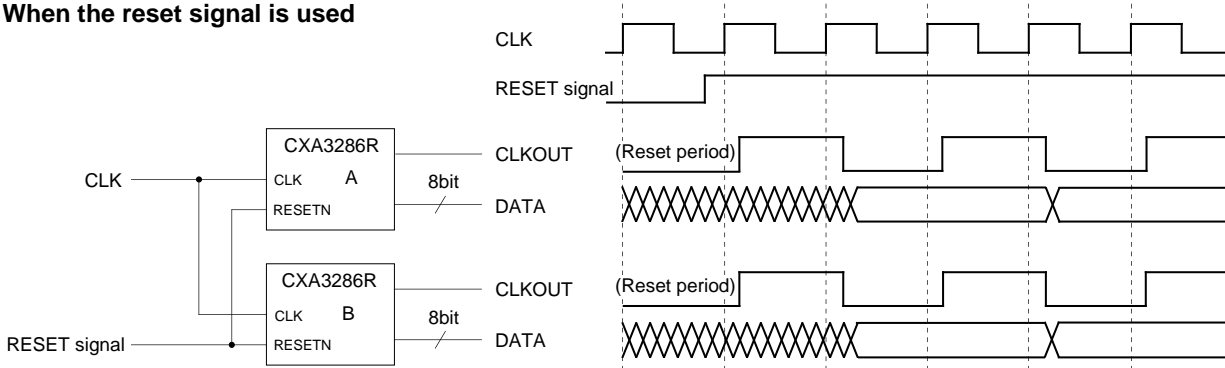 When the reset signal is used
CLK
RESET signal
CXA3286R
CLK A
RESETN
CLKOUT
8bit
DATA
(Reset period)
CLK
CXA3286R
CLK B
RESETN
CLKOUT
8bit
DATA
(Reset period)
RESET signal